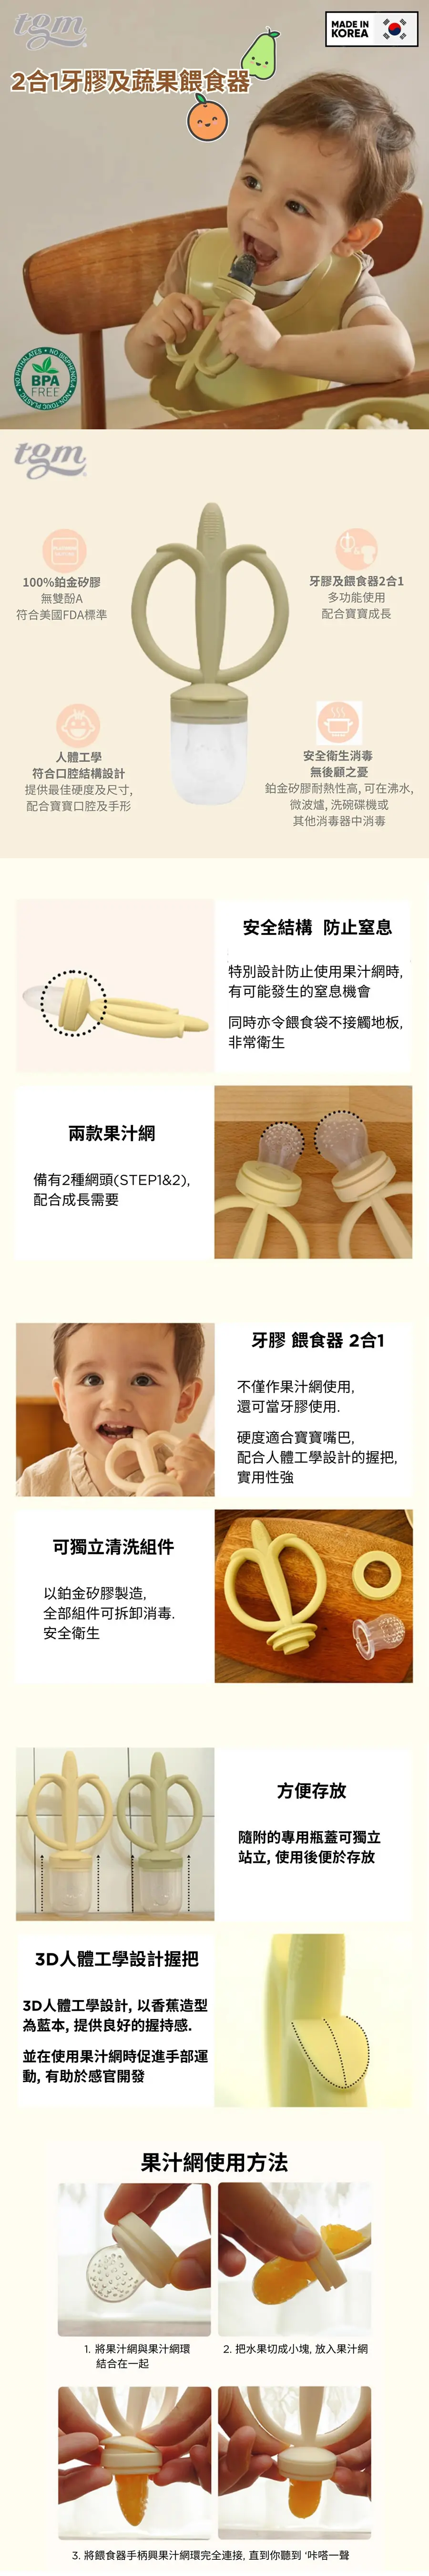 tgm
MADE IN
KOREA
2合1牙膠及蔬果餵食器
NO PHTHALATES • NO BISPHENOL
BPA
FREE
NON TOXIC PLASTIC
tgm
100%鉑金矽膠
無雙酚A
符合美國FDA標準
牙膠及餵食器2合1
多功能使用
配合寶寶成長
人體工學
符合口腔結構設計
提供最佳硬度及尺寸,
配合寶寶口腔及手形
安全衛生消毒
無後顧之憂
鉑金矽膠耐熱性高, 可在沸水,
微波爐, 洗碗碟機或
其他消毒器中消毒
安全結構 防止窒息
特別設計防止使用果汁網時,
有可能發生的窒息機會
同時亦令餵食袋不接觸地板,
非常衛生
兩款果汁網
備有2種網頭(STEP1&2),
配合成長需要
牙膠 餵食器 2合1
不僅作果汁網使用,
還可當牙膠使用.
硬度適合寶寶嘴巴,
配合人體工學設計的握把,
實用性強
可獨立清洗組件
以鉑金矽膠製造,
全部組件可拆卸消毒.
安全衛生
方便存放
隨附的專用瓶蓋可獨立
站立, 使用後便於存放
3D人體工學設計握把
3D人體工學設計, 以香蕉造型
為藍本, 提供良好的握持感.
並在使用果汁網時促進手部運
動, 有助於感官開發
果汁網使用方法
1. 將果汁網與果汁網環
結合在一起
2. 把水果切成小塊, 放入果汁網
3. 將餵食器手柄與果汁網環完全連接, 直到你聽到 '咔嗒一聲